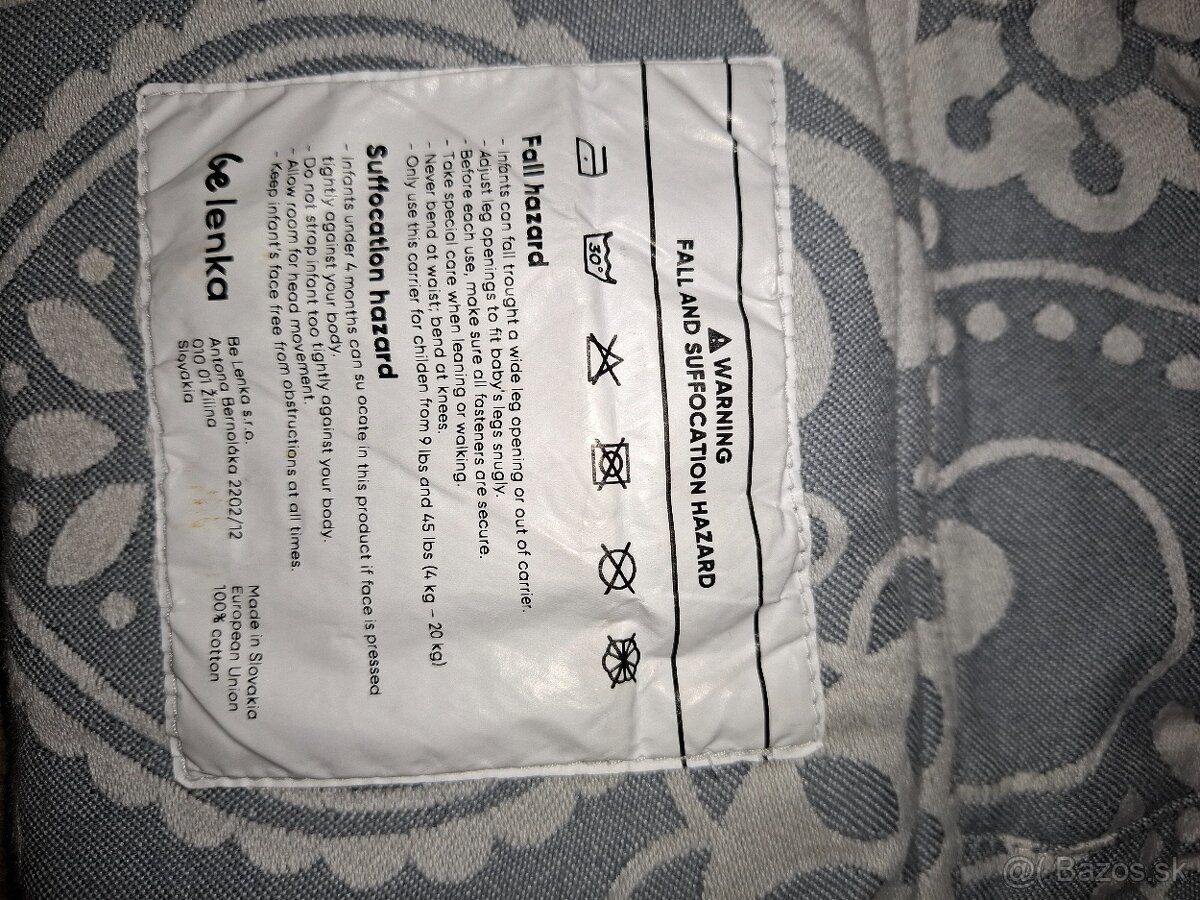 ⚠ WARNING
FALL AND SUFFOCATION HAZARD
30°
Fall hazard
- Infants can fall trought a wide leg opening or out of carrier.
- Adjust leg openings to fit baby's legs snugly.
- Before each use, make sure all fasteners are secure.
- Take special care when leaning or walking.
- Never bend at waist; bend at knees.
- Only use this carrier for childen from 9 lbs and 45 lbs (4 kg - 20 kg)
Suffocation hazard
- Infants under 4 months can su ocate in this product if face is pressed
tightly against your body.
- Do not strap infant too tightly against your body.
- Allow room for head movement.
- Keep infant's face free from obstructions at all times.
be lenka
Be Lenka s.r.o.
Antona Bernoláka 2202/12
010 01 Žilina
Slovakia
Made in Slovakia
European Union
100% cotton
@( Bazos.sk